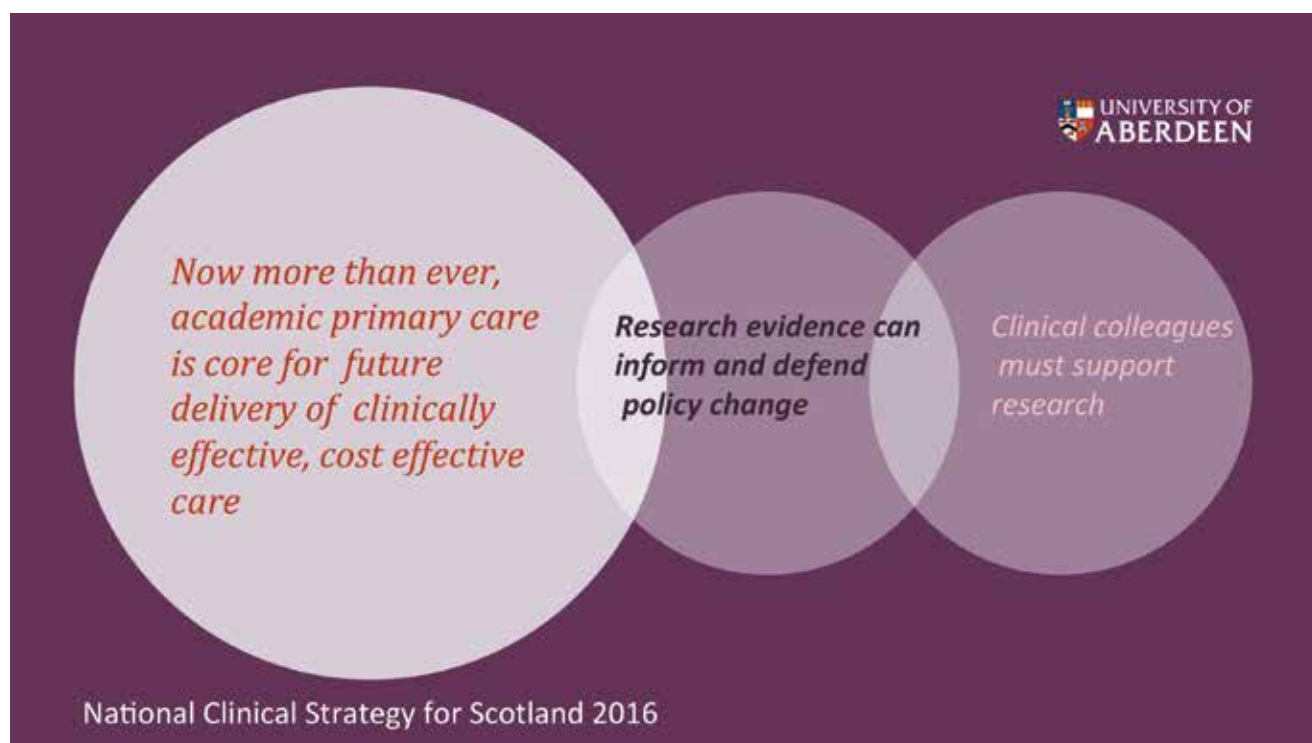 UNIVERSITY OF
ABERDEEN
Now more than ever,
academic primary care
is core for future
delivery of clinically
effective, cost effective
care
Research evidence can
inform and defend
policy change
Clinical colleagues
must support
research
National Clinical Strategy for Scotland 2016